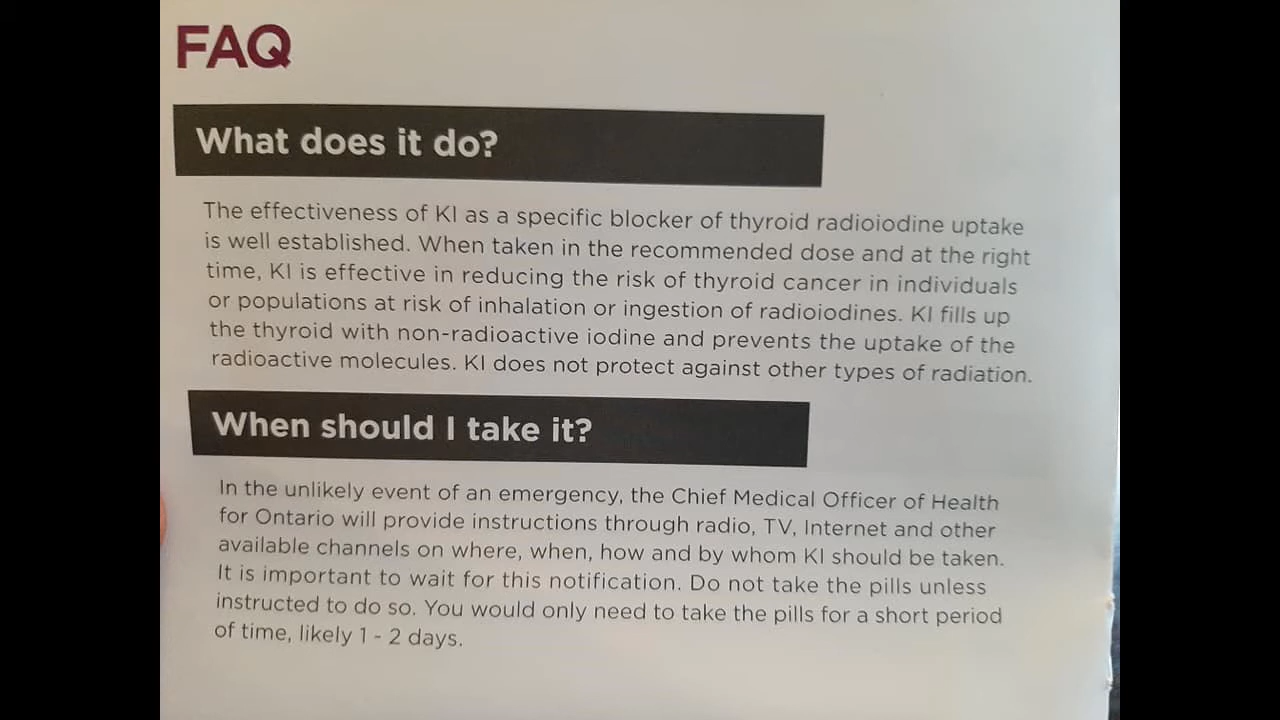 FAQ
What does it do?
The effectiveness of KI as a specific blocker of thyroid radioiodine uptake
is well established. When taken in the recommended dose and at the right
time, KI is effective in reducing the risk of thyroid cancer in individuals
or populations at risk of inhalation or ingestion of radioiodines. KI fills up
the thyroid with non-radioactive iodine and prevents the uptake of the
radioactive molecules. KI does not protect against other types of radiation.
When should I take it?
In the unlikely event of an emergency, the Chief Medical Officer of Health
for Ontario will provide instructions through radio, TV, Internet and other
available channels on where, when, how and by whom KI should be taken.
It is important to wait for this notification. Do not take the pills unless
instructed to do so. You would only need to take the pills for a short period
of time, likely 1 - 2 days.